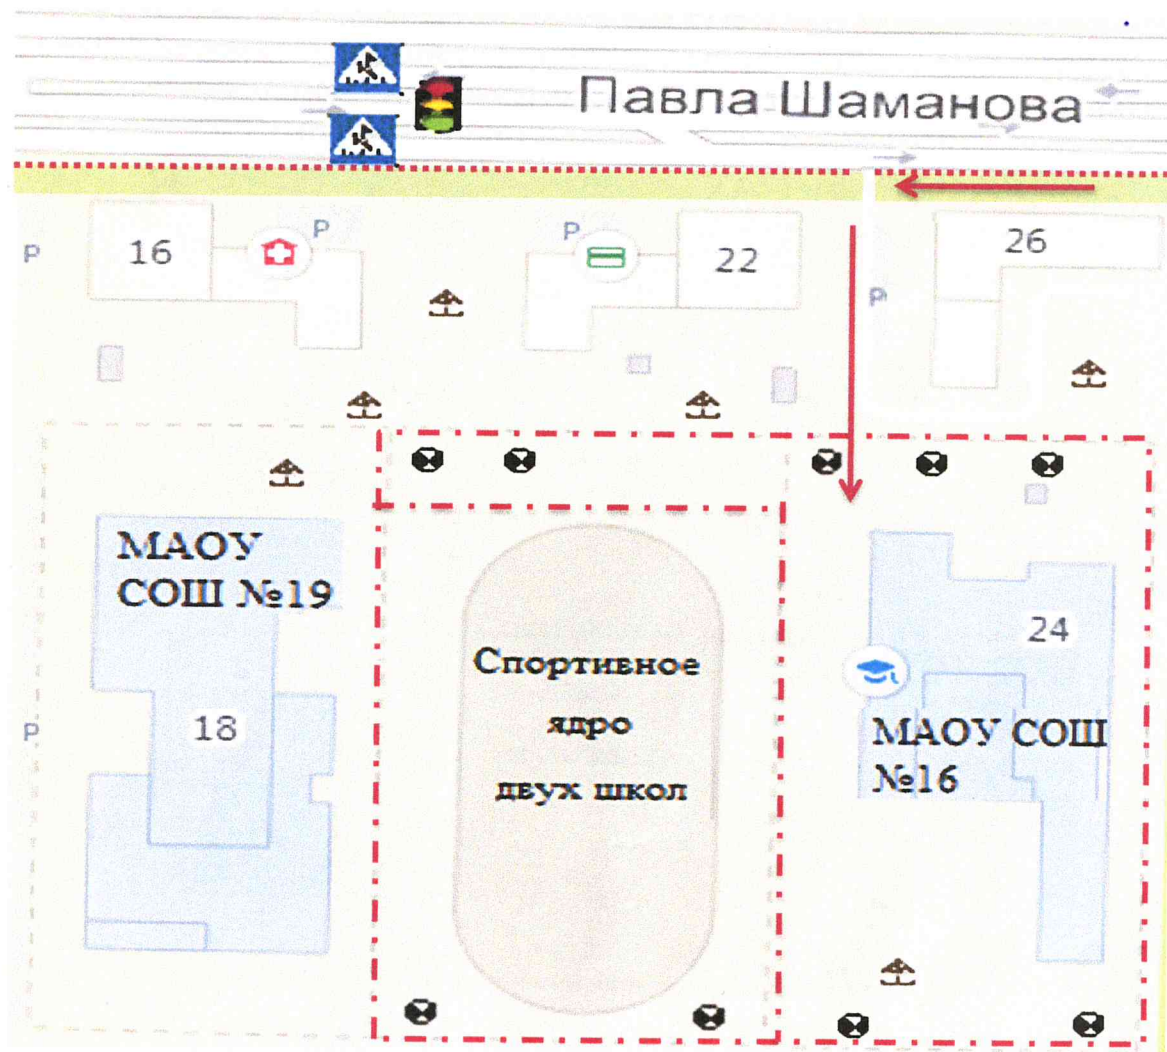 Павла Шаманова
16
P
P
P
22
26
P
МАОУ
СОШ №19
Спортивное
ядро
двух школ
24
18
P
МАОУ СОШ
№16